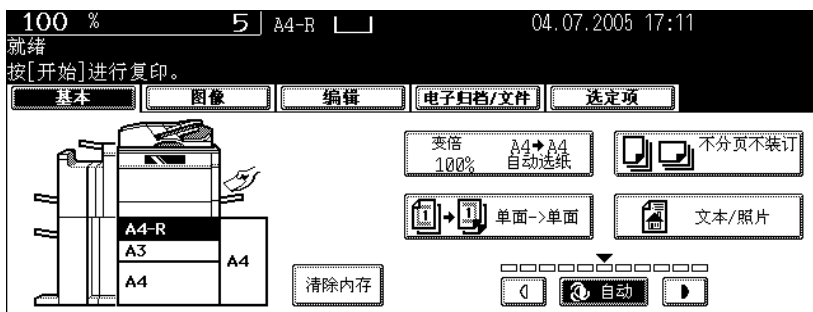 100 % 5 A4-R 04.07.2005 17:11
就绪
按[开始]进行复印。
基本 图像 编辑 电子归档/文件 选定项
变倍 A4➔A4 不分页不装订
100% 自动选纸
1➔1 单面->单面 文本/照片
A4-R
A3
A4
A4
清除内存
自动